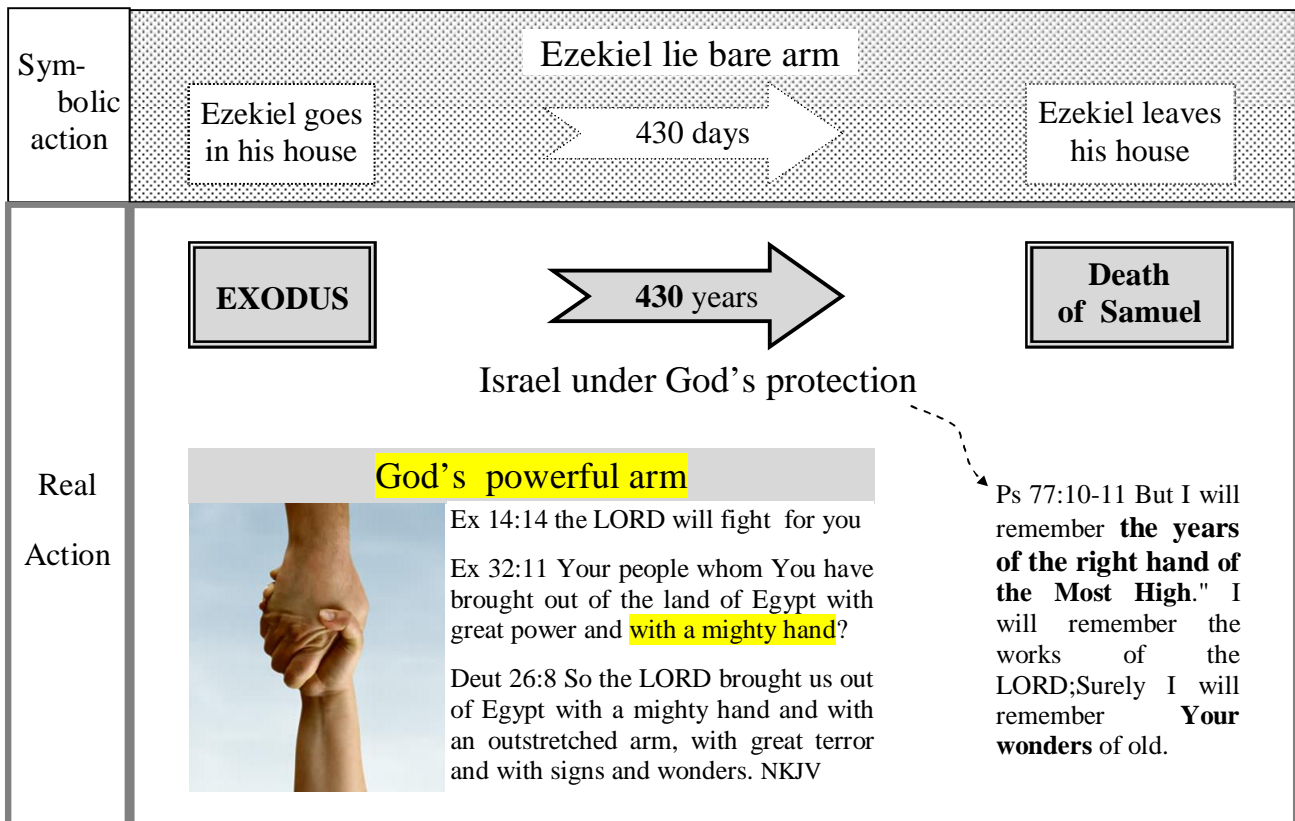 Sym-
bolic
action
Ezekiel lie bare arm
Ezekiel goes
in his house
430 days
Ezekiel leaves
his house
Real
Action
EXODUS
430 years
Death
of Samuel
Israel under God’s protection
God’s powerful arm
Ex 14:14 the LORD will fight for you
Ex 32:11 Your people whom You have
brought out of the land of Egypt with
great power and with a mighty hand?
Deut 26:8 So the LORD brought us out
of Egypt with a mighty hand and with
an outstretched arm, with great terror
and with signs and wonders. NKJV
Ps 77:10-11 But I will
remember the years
of the right hand of
the Most High." I
will remember the
works of the
LORD;Surely I will
remember Your
wonders of old.